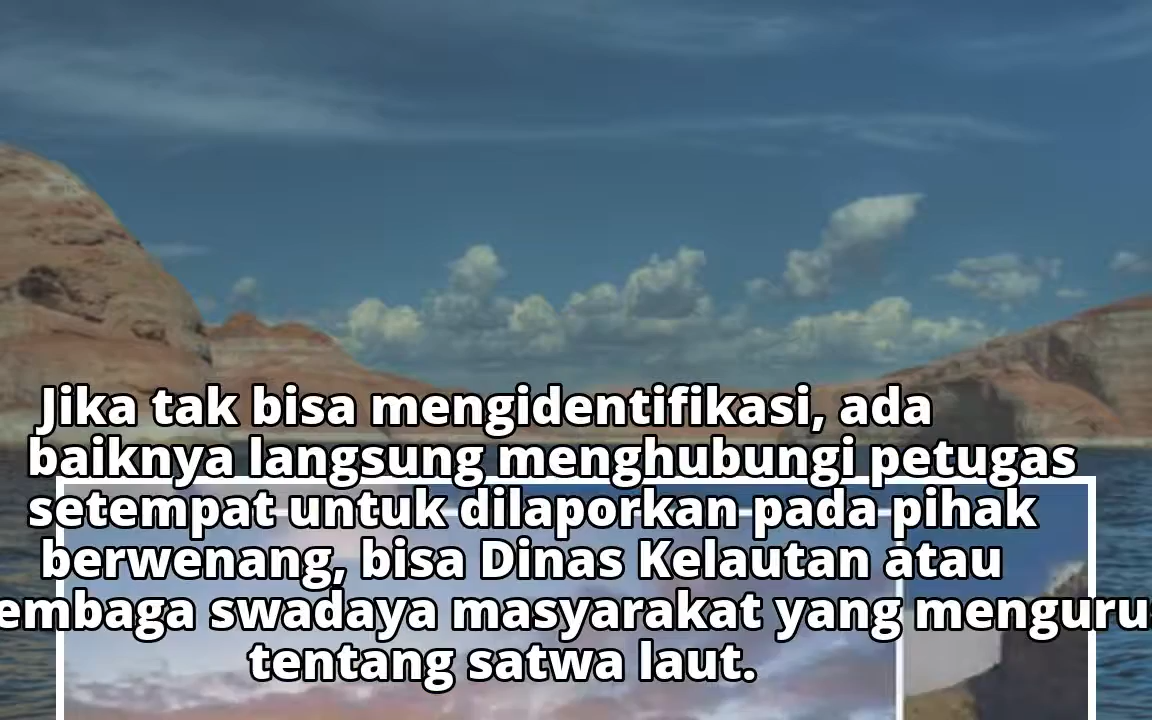 Jika tak bisa mengidentifikasi, ada
baiknya langsung menghubungi petugas
setempat untuk dilaporkan pada pihak
berwenang, bisa Dinas Kelautan atau
embaga swadaya masyarakat yang mengurus
tentang satwa laut.